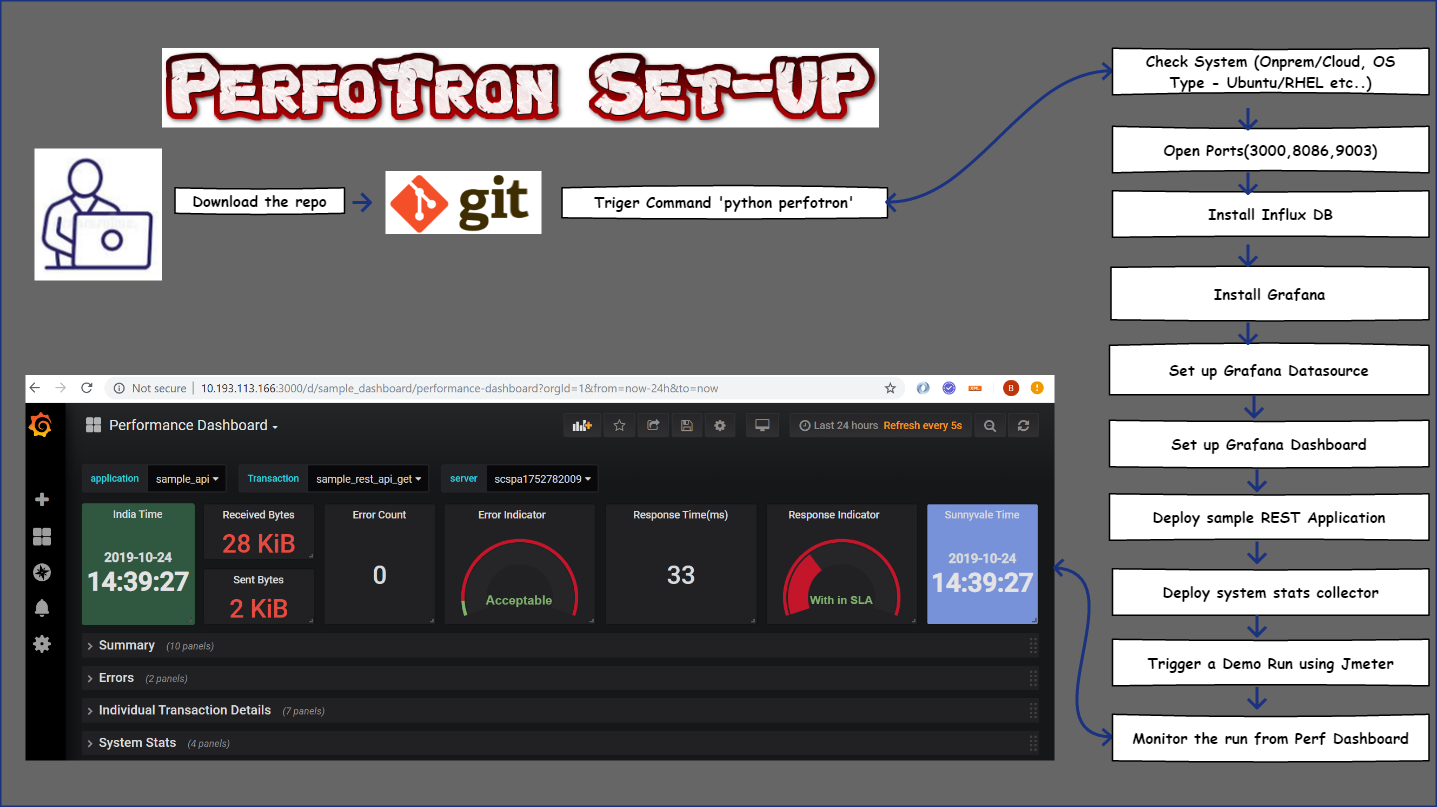 PerfoTron Set-UP
Download the repo
git
Triger Command 'python perfotron'
Check System (Onprem/Cloud, OS
Type - Ubuntu/RHEL etc..)
Open Ports(3000,8086,9003)
Install Influx DB
Install Grafana
Set up Grafana Datasource
Set up Grafana Dashboard
Deploy sample REST Application
Deploy system stats collector
Trigger a Demo Run using Jmeter
Monitor the run from Perf Dashboard
Not secure | 10.193.113.166:3000/d/sample_dashboard/performance-dashboard?orgId=1&from=now-24h&to=now
B
Performance Dashboard
Last 24 hours Refresh every 5s
application sample_api Transaction sample_rest_api_get server scspa1752782009
India Time
2019-10-24
14:39:27
Received Bytes
28 KiB
Sent Bytes
2 KiB
Error Count
0
Error Indicator
Acceptable
Response Time(ms)
33
Response Indicator
With in SLA
Sunnyvale Time
2019-10-24
14:39:27
Summary (10 panels)
Errors (2 panels)
Individual Transaction Details (7 panels)
System Stats (4 panels)